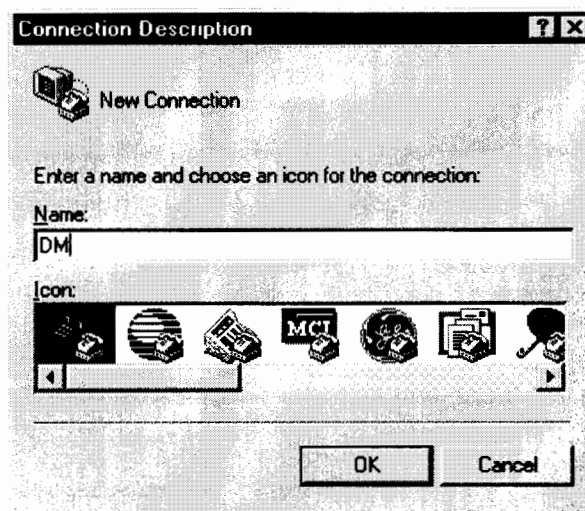 Connection Description
New Connection
Enter a name and choose an icon for the connection:
Name:
DM
Icon:
MCI
OK
Cancel